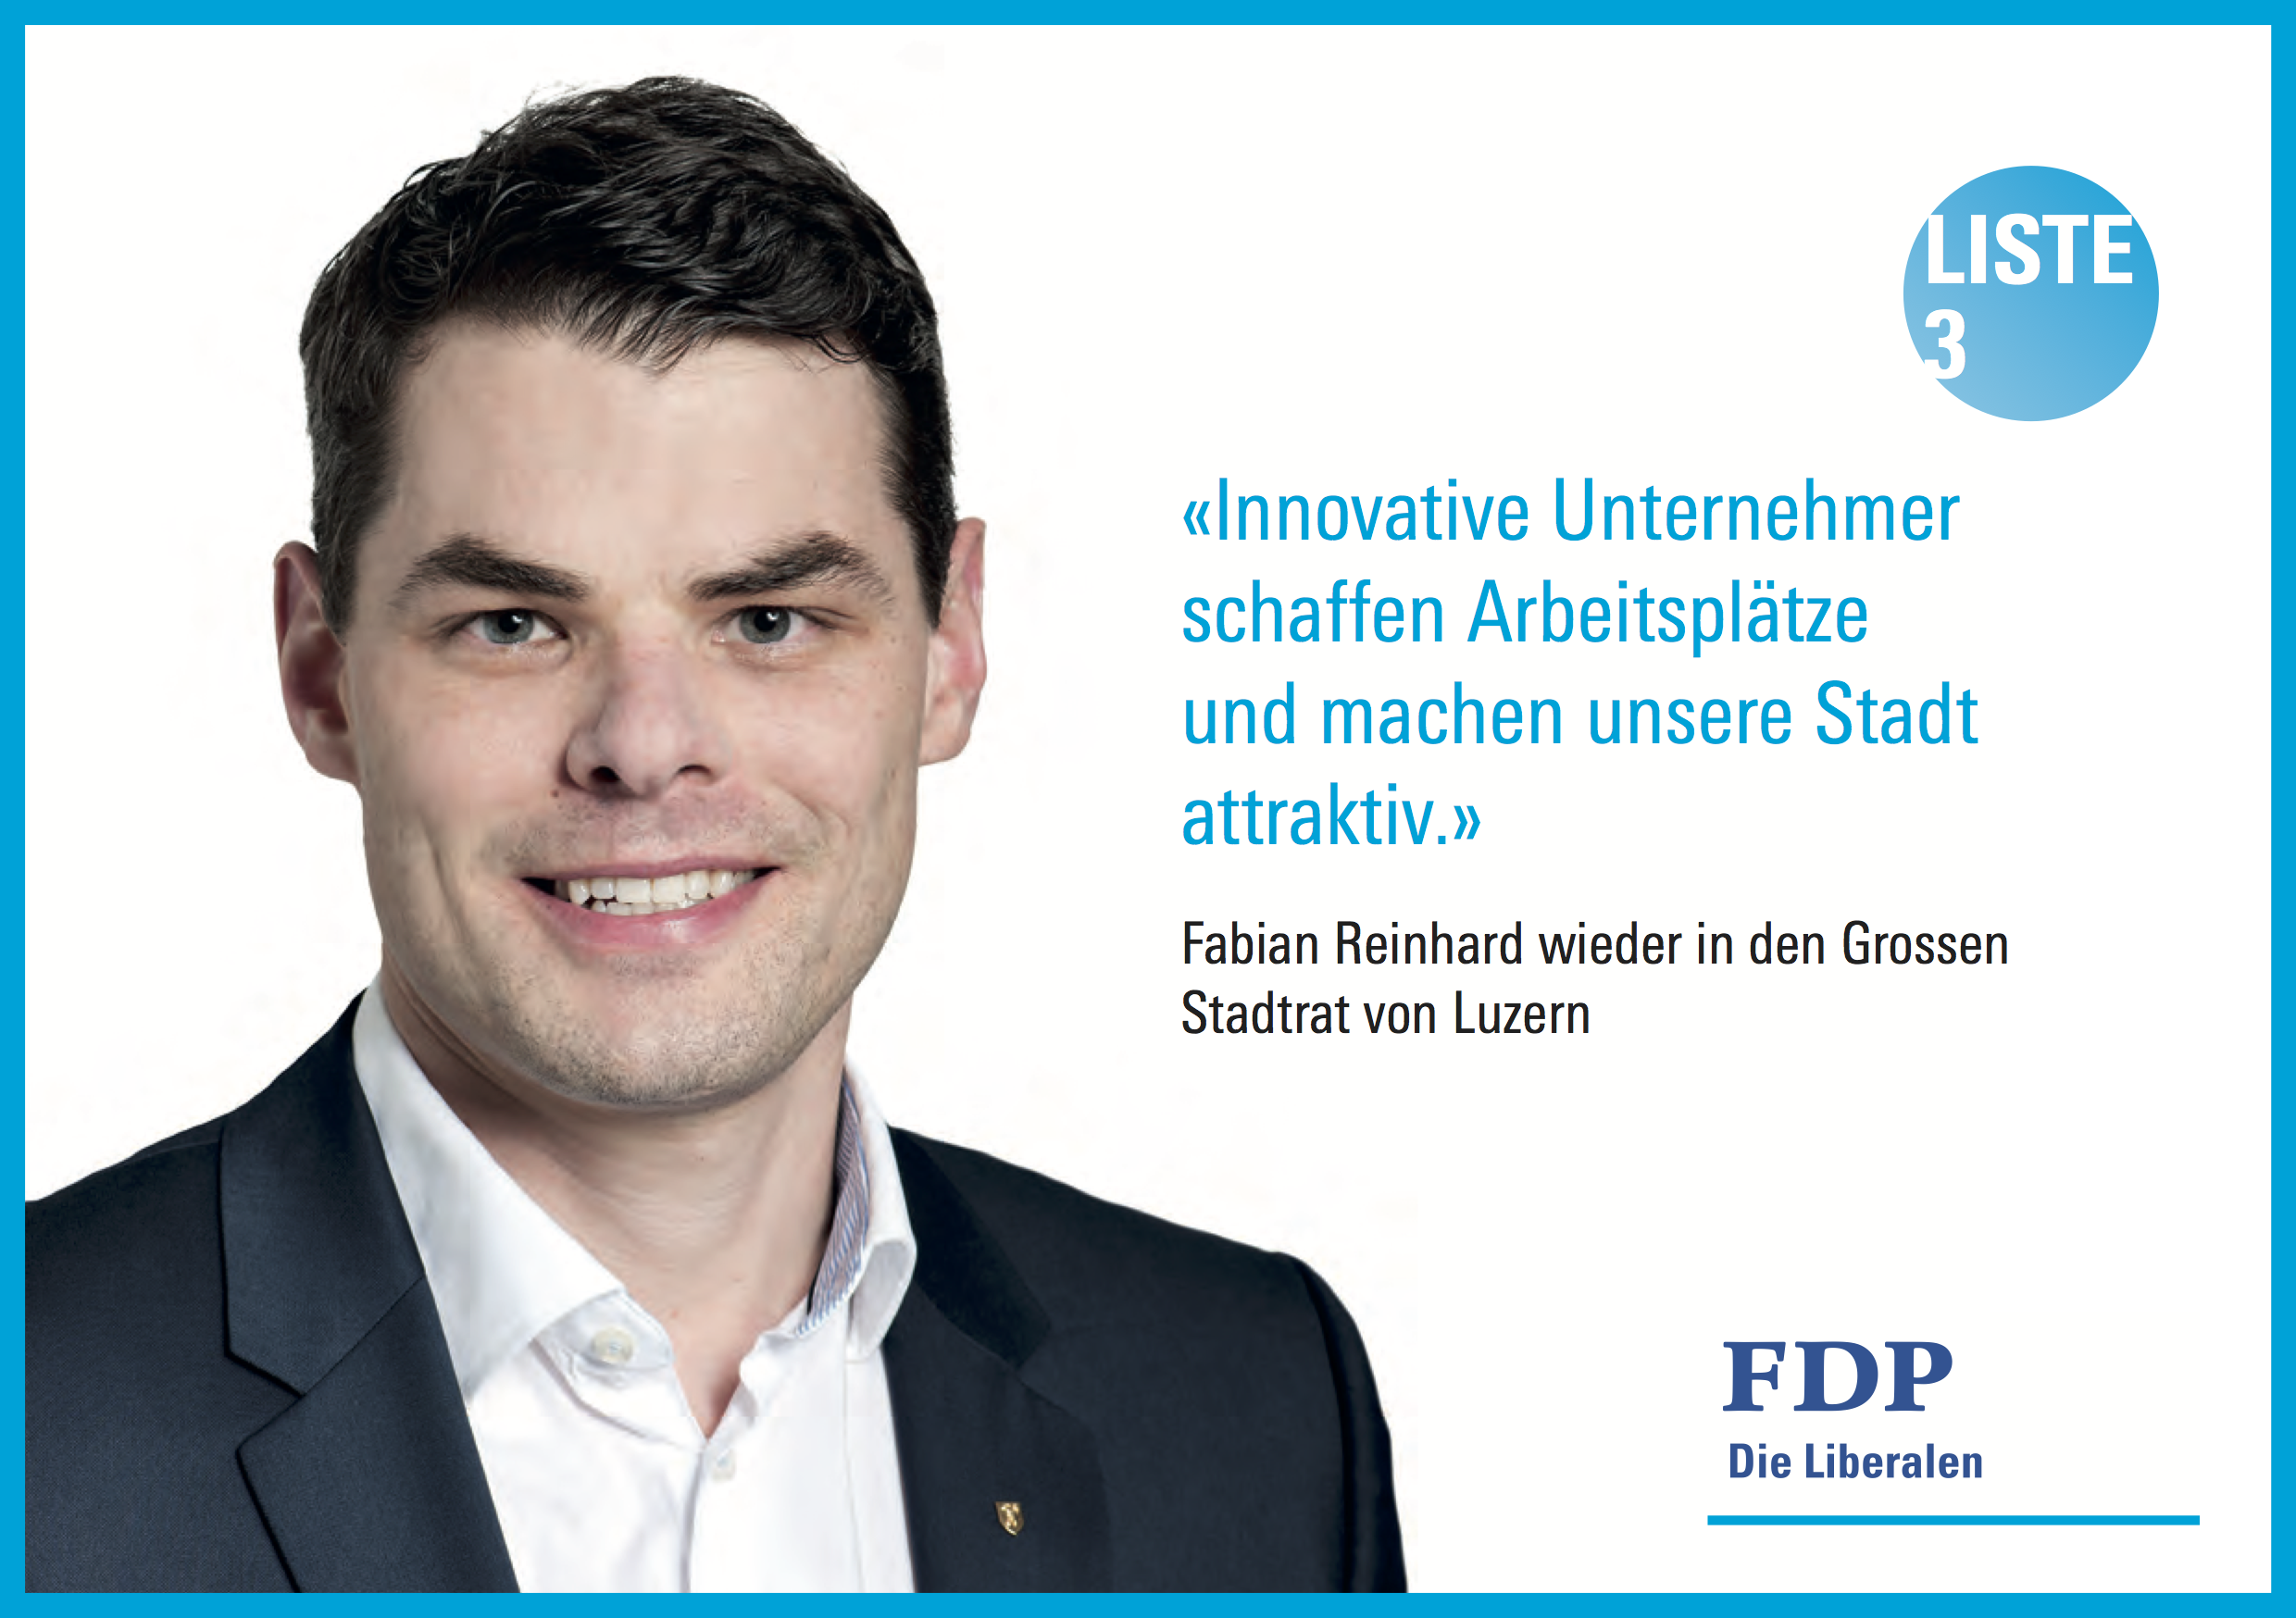 LISTE
3
«Innovative Unternehmer
schaffen Arbeitsplätze
und machen unsere Stadt
attraktiv.»
Fabian Reinhard wieder in den Grossen
Stadtrat von Luzern
FDP
Die Liberalen